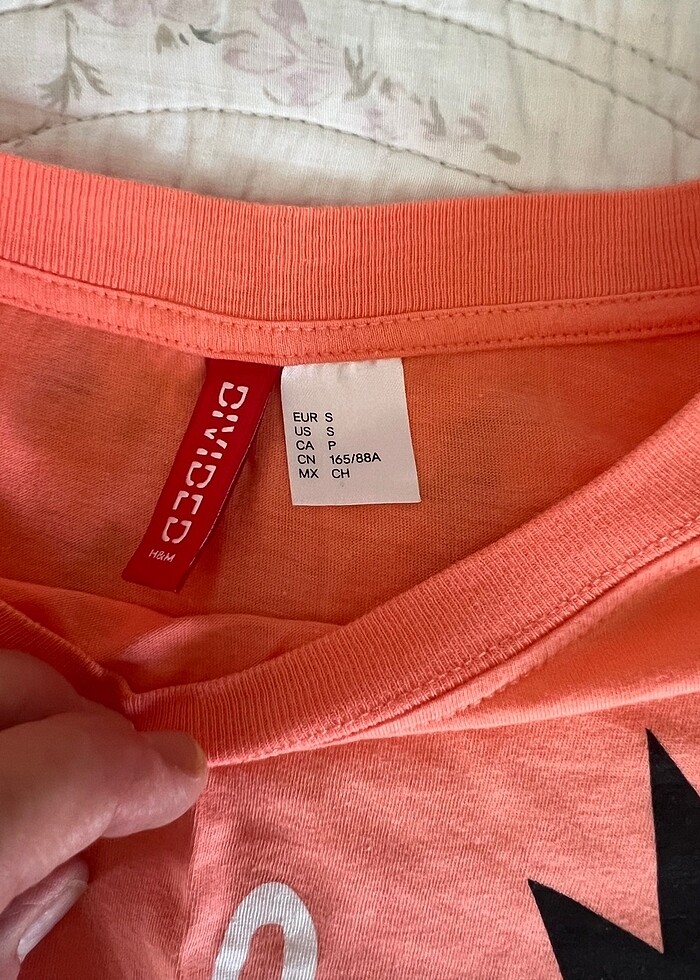 DIVIDED
H&M
EUR S
US S
CA P
CN 165/88A
MX CH